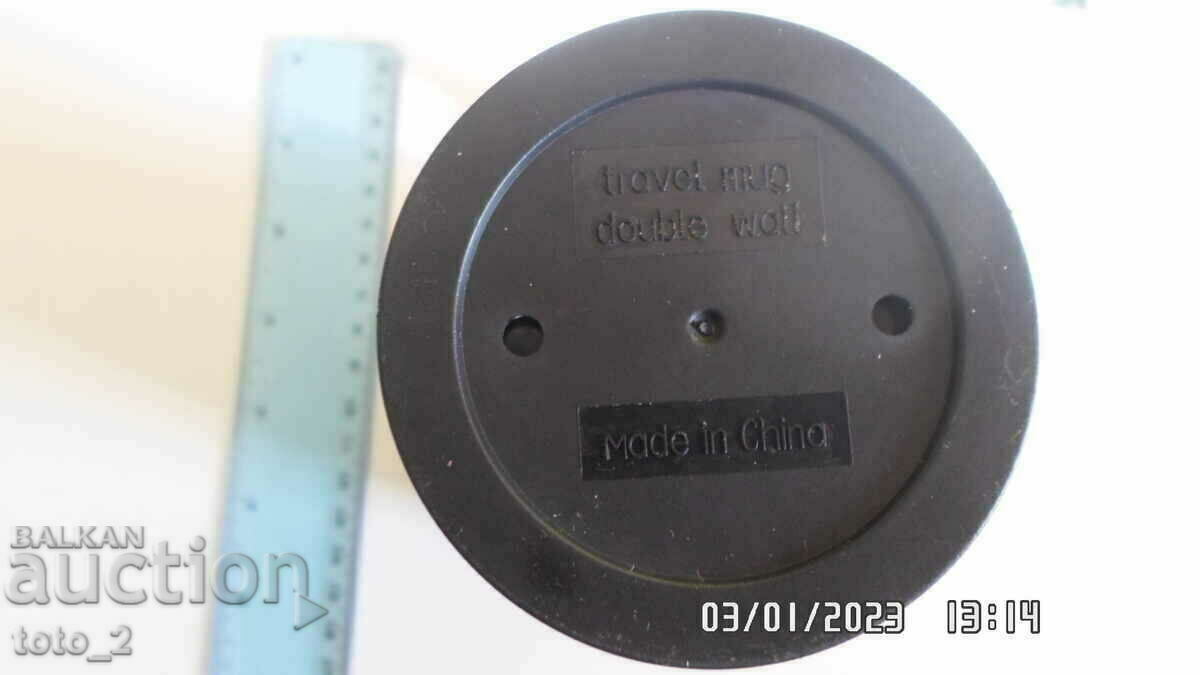 travel mug
double wall
Made in China
BALKAN
auction
toto_2
03/01/2023 13:14